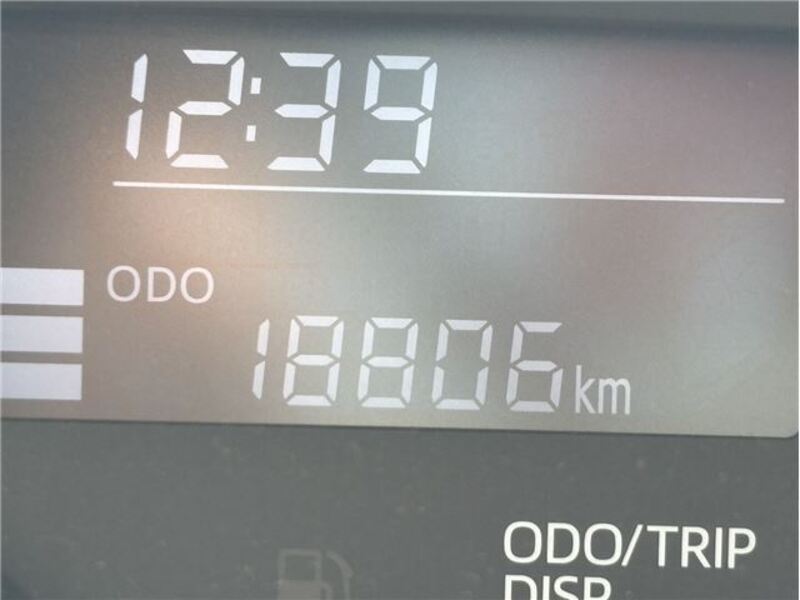 12:39
ODO
18806km
ODO/TRIP
DISP